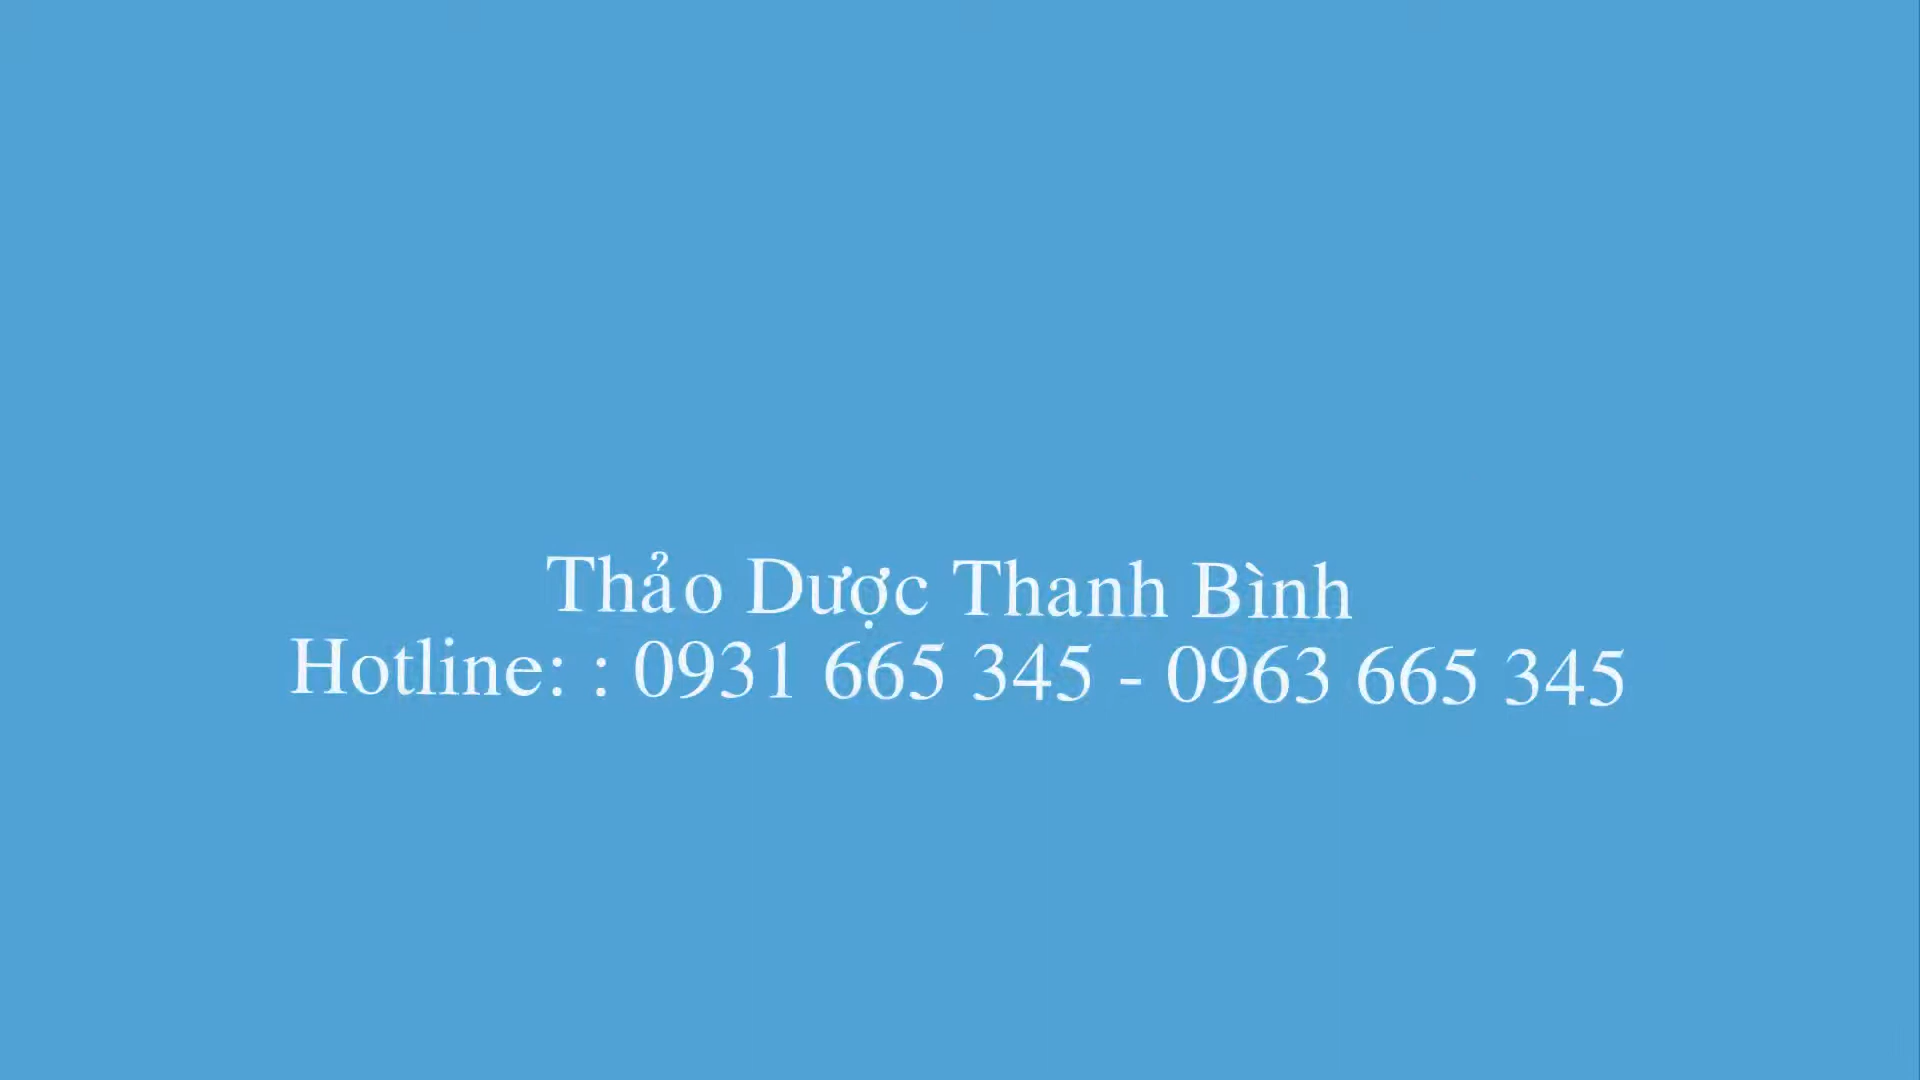 Thảo Dược Thanh Bình
Hotline: : 0931 665 345 - 0963 665 345